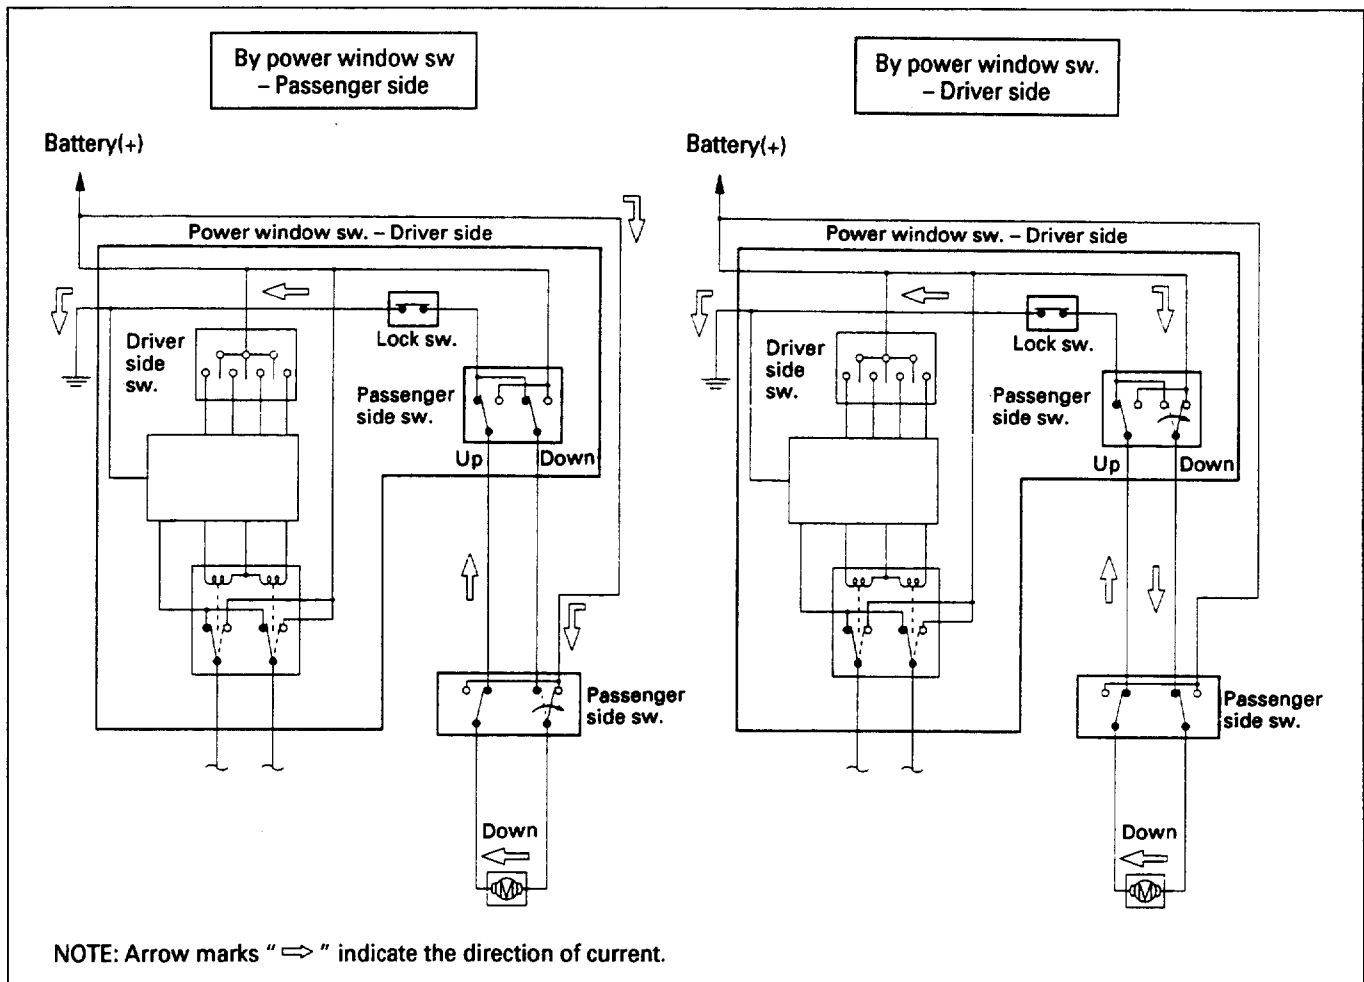 By power window sw
– Passenger side
By power window sw.
– Driver side
Battery(+)
Power window sw. – Driver side
Driver
side
sw.
Lock sw.
Passenger
side sw.
Up
Down
Passenger
side sw.
Down
M
Battery(+)
Power window sw. – Driver side
Driver
side
sw.
Lock sw.
Passenger
side sw.
Up
Down
Passenger
side sw.
Down
M
NOTE: Arrow marks “ ⇨ ” indicate the direction of current.